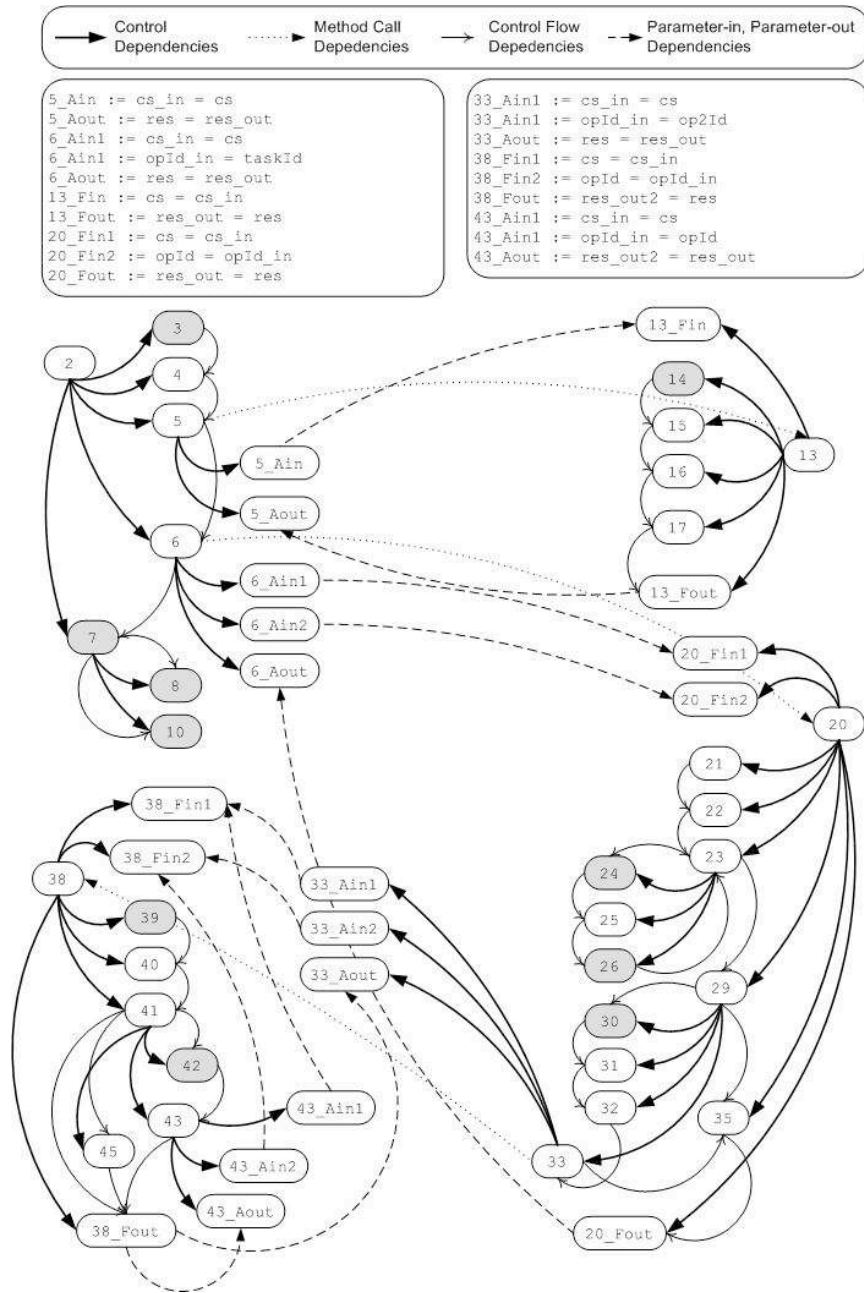 Control
Dependencies
Method Call
Depedencies
Control Flow
Depedencies
Parameter-in, Parameter-out
Dependencies
5_Ain := cs_in = cs
5_Aout := res = res_out
6_Ain1 := cs_in = cs
6_Ain1 := opId_in = taskId
6_Aout := res = res_out
13_Fin := cs = cs_in
13_Fout := res_out = res
20_Fin1 := cs = cs_in
20_Fin2 := opId = opId_in
20_Fout := res_out = res
33_Ain1 := cs_in = cs
33_Ain1 := opId_in = op2Id
33_Aout := res = res_out
38_Fin1 := cs = cs_in
38_Fin2 := opId = opId_in
38_Fout := res_out2 = res
43_Ain1 := cs_in = cs
43_Ain1 := opId_in = opId
43_Aout := res_out2 = res_out
2
3
4
5
5_Ain
5_Aout
6
6_Ain1
6_Ain2
6_Aout
7
8
10
13_Fin
14
15
13
16
17
13_Fout
20_Fin1
20_Fin2
20
21
22
23
24
25
26
29
30
31
32
35
33
20_Fout
33_Ain1
33_Ain2
33_Aout
38_Fin1
38_Fin2
38
39
40
41
42
43
45
43_Ain1
43_Ain2
43_Aout
38_Fout